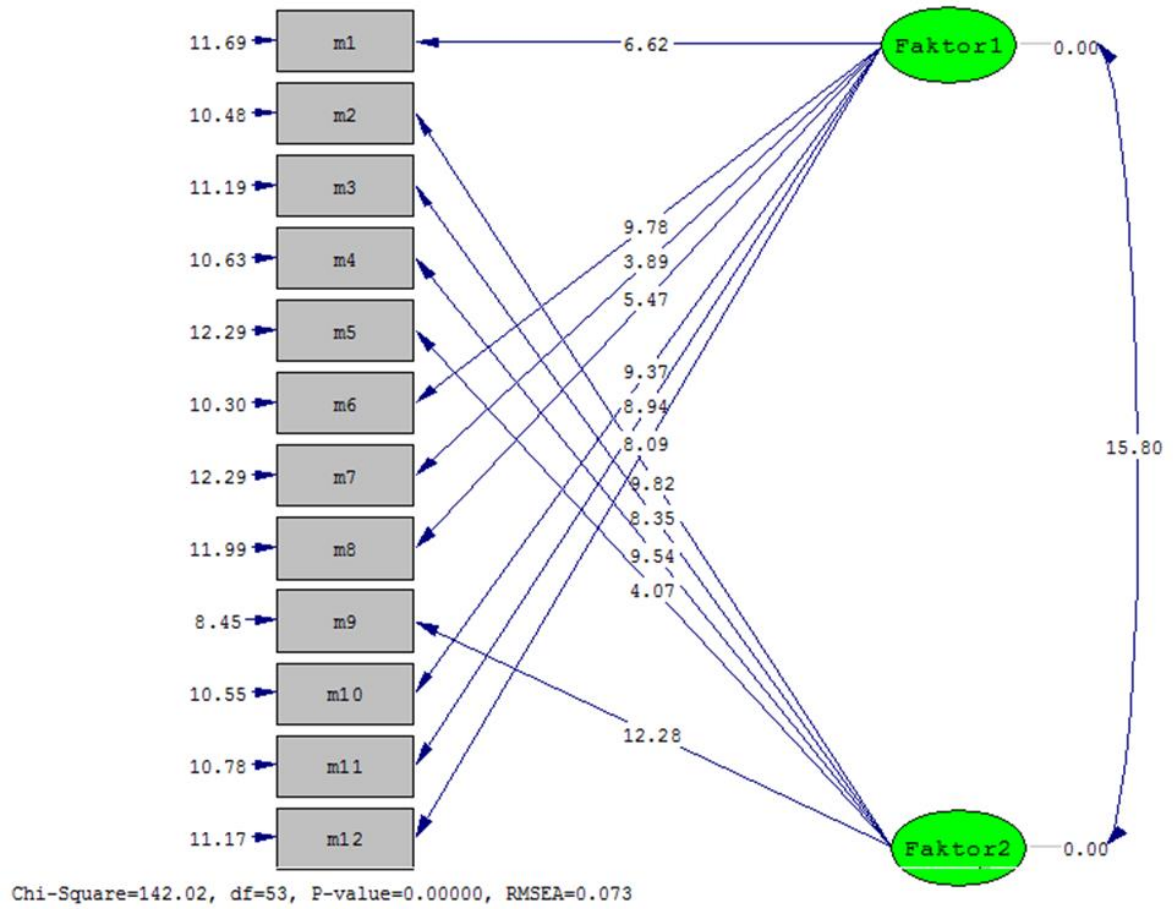 11.69 m1 6.62 Faktor1 0.00
10.48 m2
11.19 m3
9.78
10.63 m4 3.89
5.47
12.29 m5
9.37
10.30 m6 8.94
8.09
15.80
12.29 m7 9.82
8.35
11.99 m8 9.54
4.07
8.45 m9
10.55 m10
12.28
10.78 m11
11.17 m12 Faktor2 0.00
Chi-Square=142.02, df=53, P-value=0.00000, RMSEA=0.073